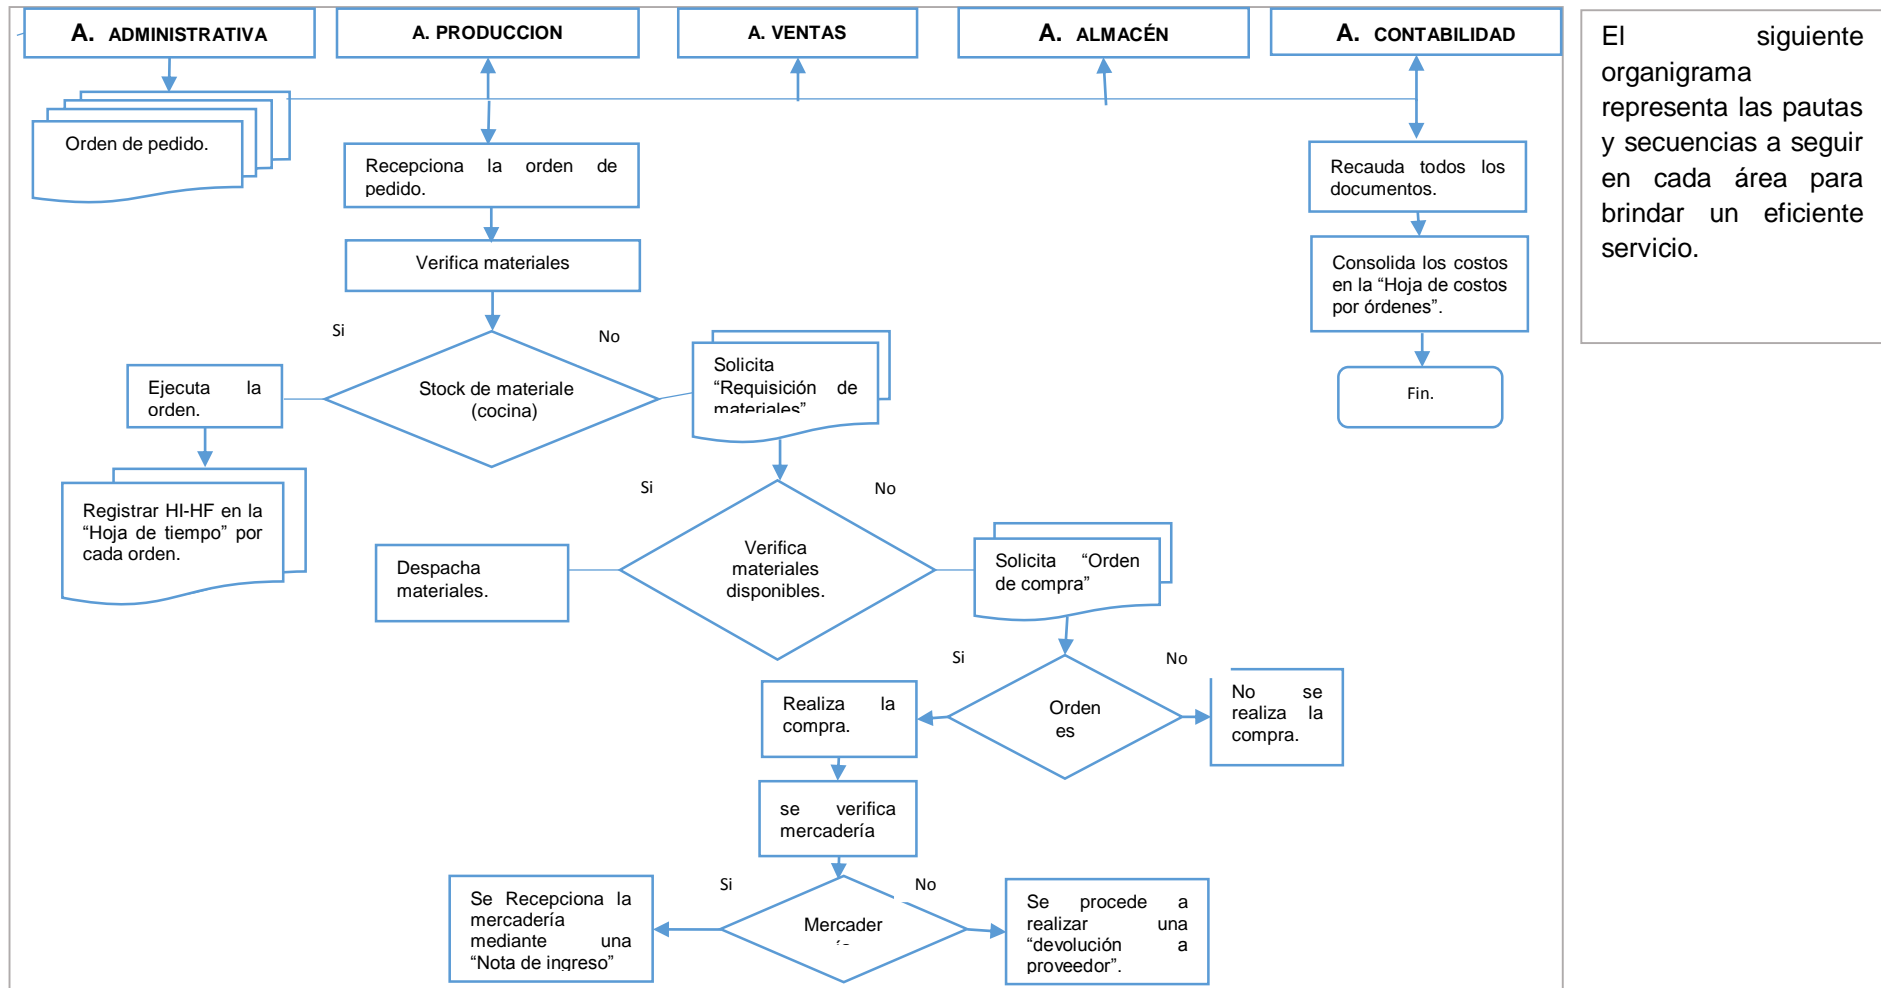 A. ADMINISTRATIVA
A. PRODUCCION
A. VENTAS
A. ALMACÉN
A. CONTABILIDAD
El siguiente
organigrama
representa las pautas
y secuencias a seguir
en cada área para
brindar un eficiente
servicio.
Orden de pedido.
Recepciona la orden de
pedido.
Recauda todos los
documentos.
Verifica materiales
Consolida los costos
en la “Hoja de costos
por órdenes”.
Si
No
Solicita
“Requisición de
materiales”
Ejecuta la
orden.
Stock de materiale
(cocina)
Fin.
Si
No
Registrar HI-HF en la
“Hoja de tiempo” por
cada orden.
Despacha
materiales.
Verifica
materiales
disponibles.
Solicita “Orden
de compra”
Si
No
Realiza la
compra.
Orden
es
No se
realiza la
compra.
se verifica
mercadería
Si
No
Se Recepciona la
mercadería
mediante una
“Nota de ingreso”
Mercader
Se procede a
realizar una
“devolución a
proveedor”.